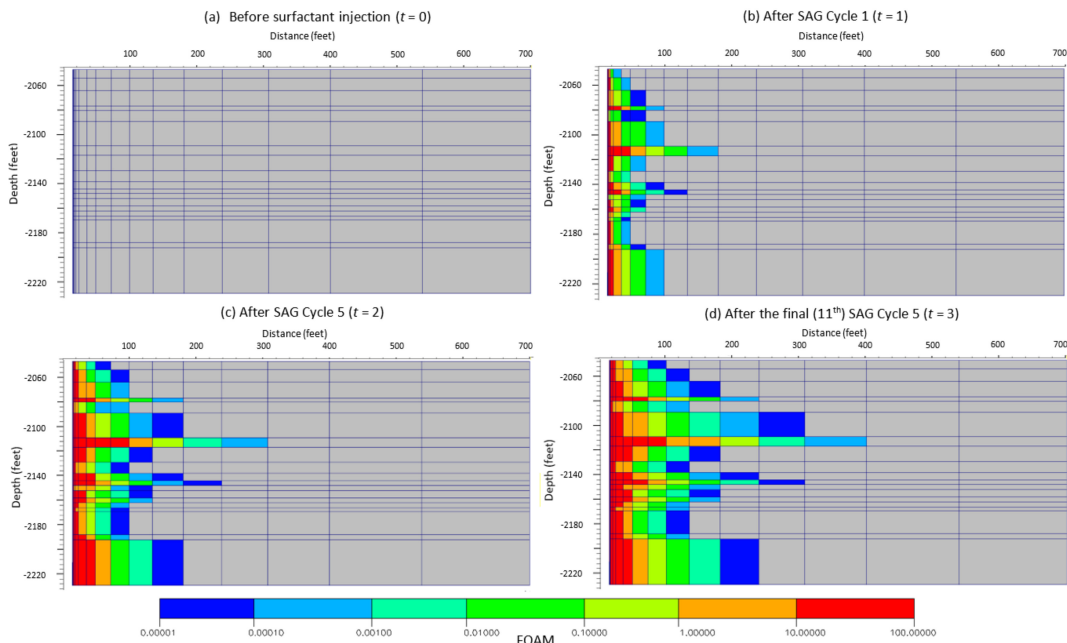 (a) Before surfactant injection (t = 0)
Distance (feet)
100 200 300 400 500 600 700
Depth (feet)
-2060
-2100
-2140
-2180
-2220
(b) After SAG Cycle 1 (t = 1)
Distance (feet)
100 200 300 400 500 600 700
Depth (feet)
-2060
-2100
-2140
-2180
-2220
(c) After SAG Cycle 5 (t = 2)
Distance (feet)
100 200 300 400 500 600 700
Depth (feet)
-2060
-2100
-2140
-2180
-2220
(d) After the final (11th) SAG Cycle 5 (t = 3)
Distance (feet)
100 200 300 400 500 600 700
Depth (feet)
-2060
-2100
-2140
-2180
-2220
0.00001 0.00010 0.00100 0.01000 0.10000 1.00000 10.00000
FOAM